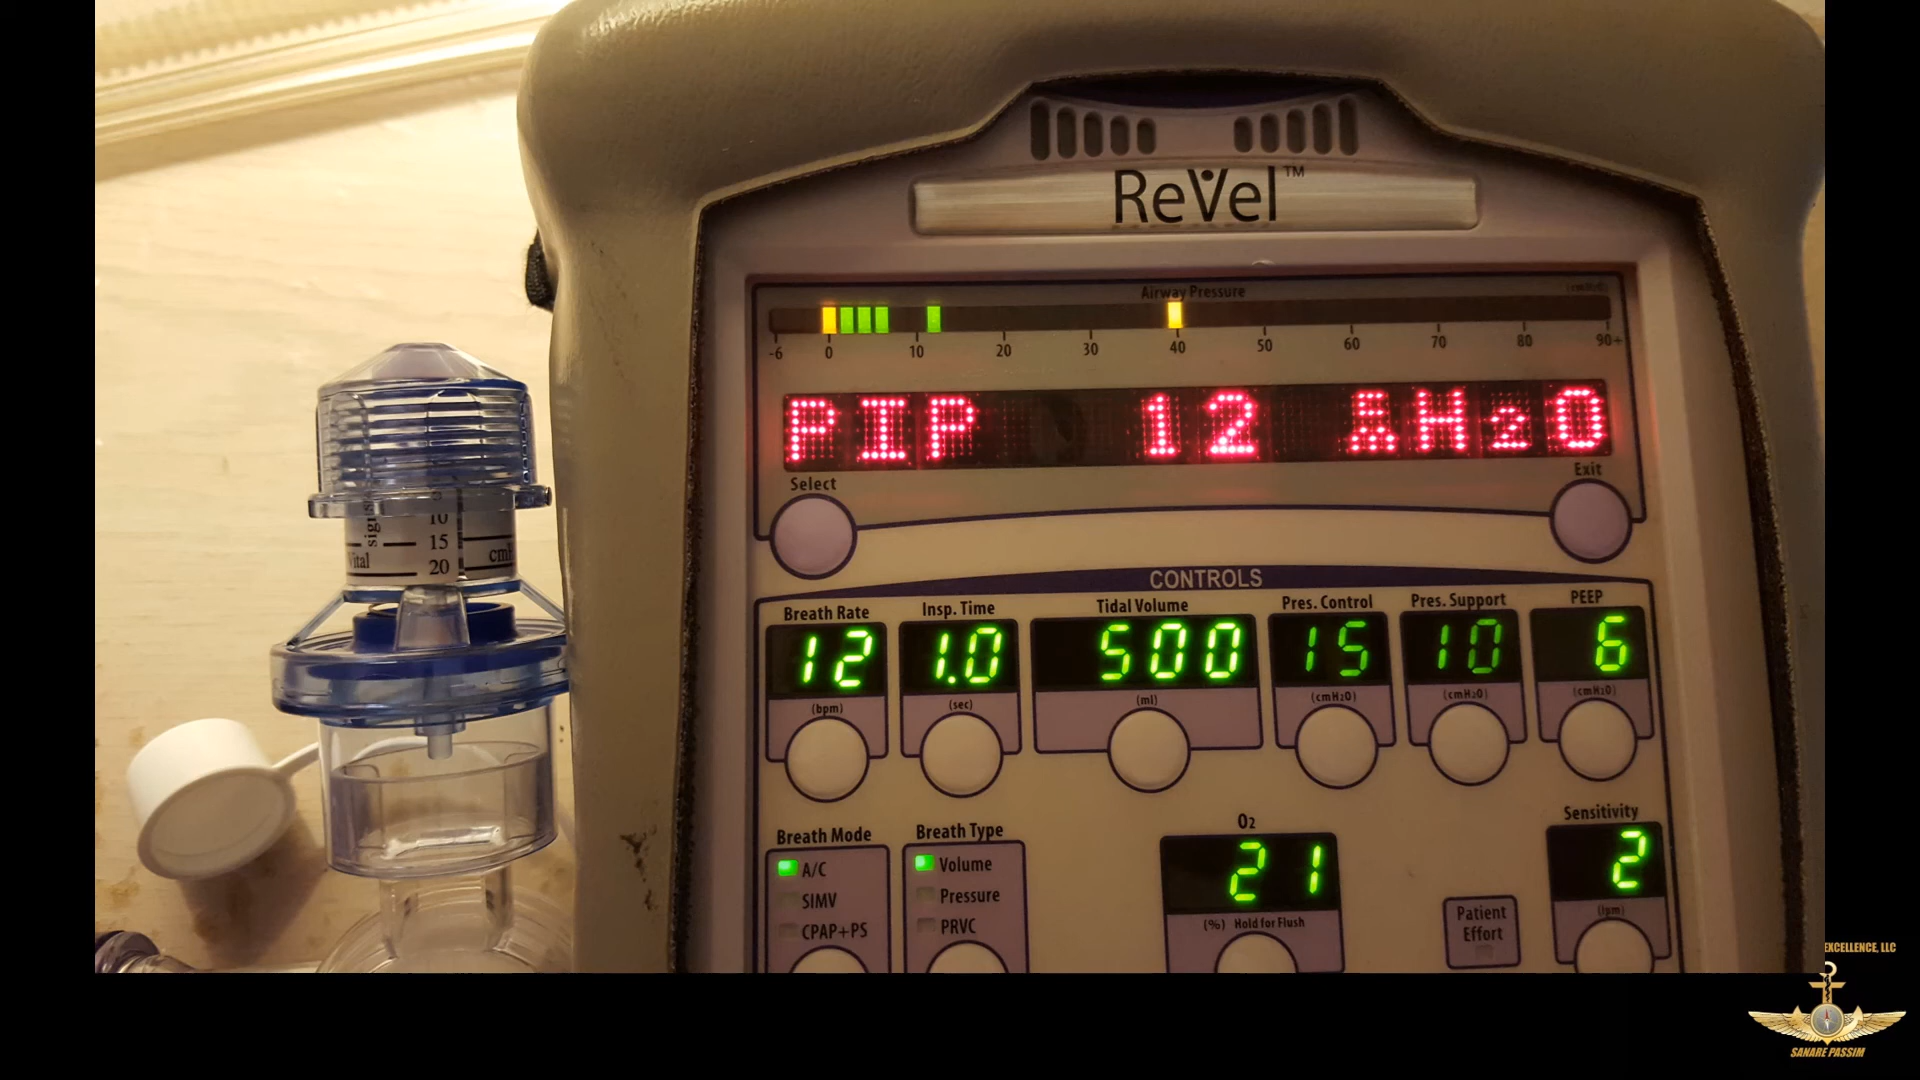 ReVel™
Airway Pressure
(cmH₂O)
-6 0 10 20 30 40 50 60 70 80 90+
PIP 12 cmH2O
Select
Exit
CONTROLS
Breath Rate Insp. Time Tidal Volume Pres. Control Pres. Support PEEP
12 1.0 500 15 10 6
(bpm) (sec) (ml) (cmH₂O) (cmH₂O) (cmH₂O)
Breath Mode Breath Type O₂ Sensitivity
A/C Volume 21 2
SIMV Pressure
CPAP+PS PRVC
(%) Hold for Flush
(lpm)
Patient
Effort
10
15
20
Vital
sign
cmH
EXCELLENCE, LLC
SANARE PASSIM